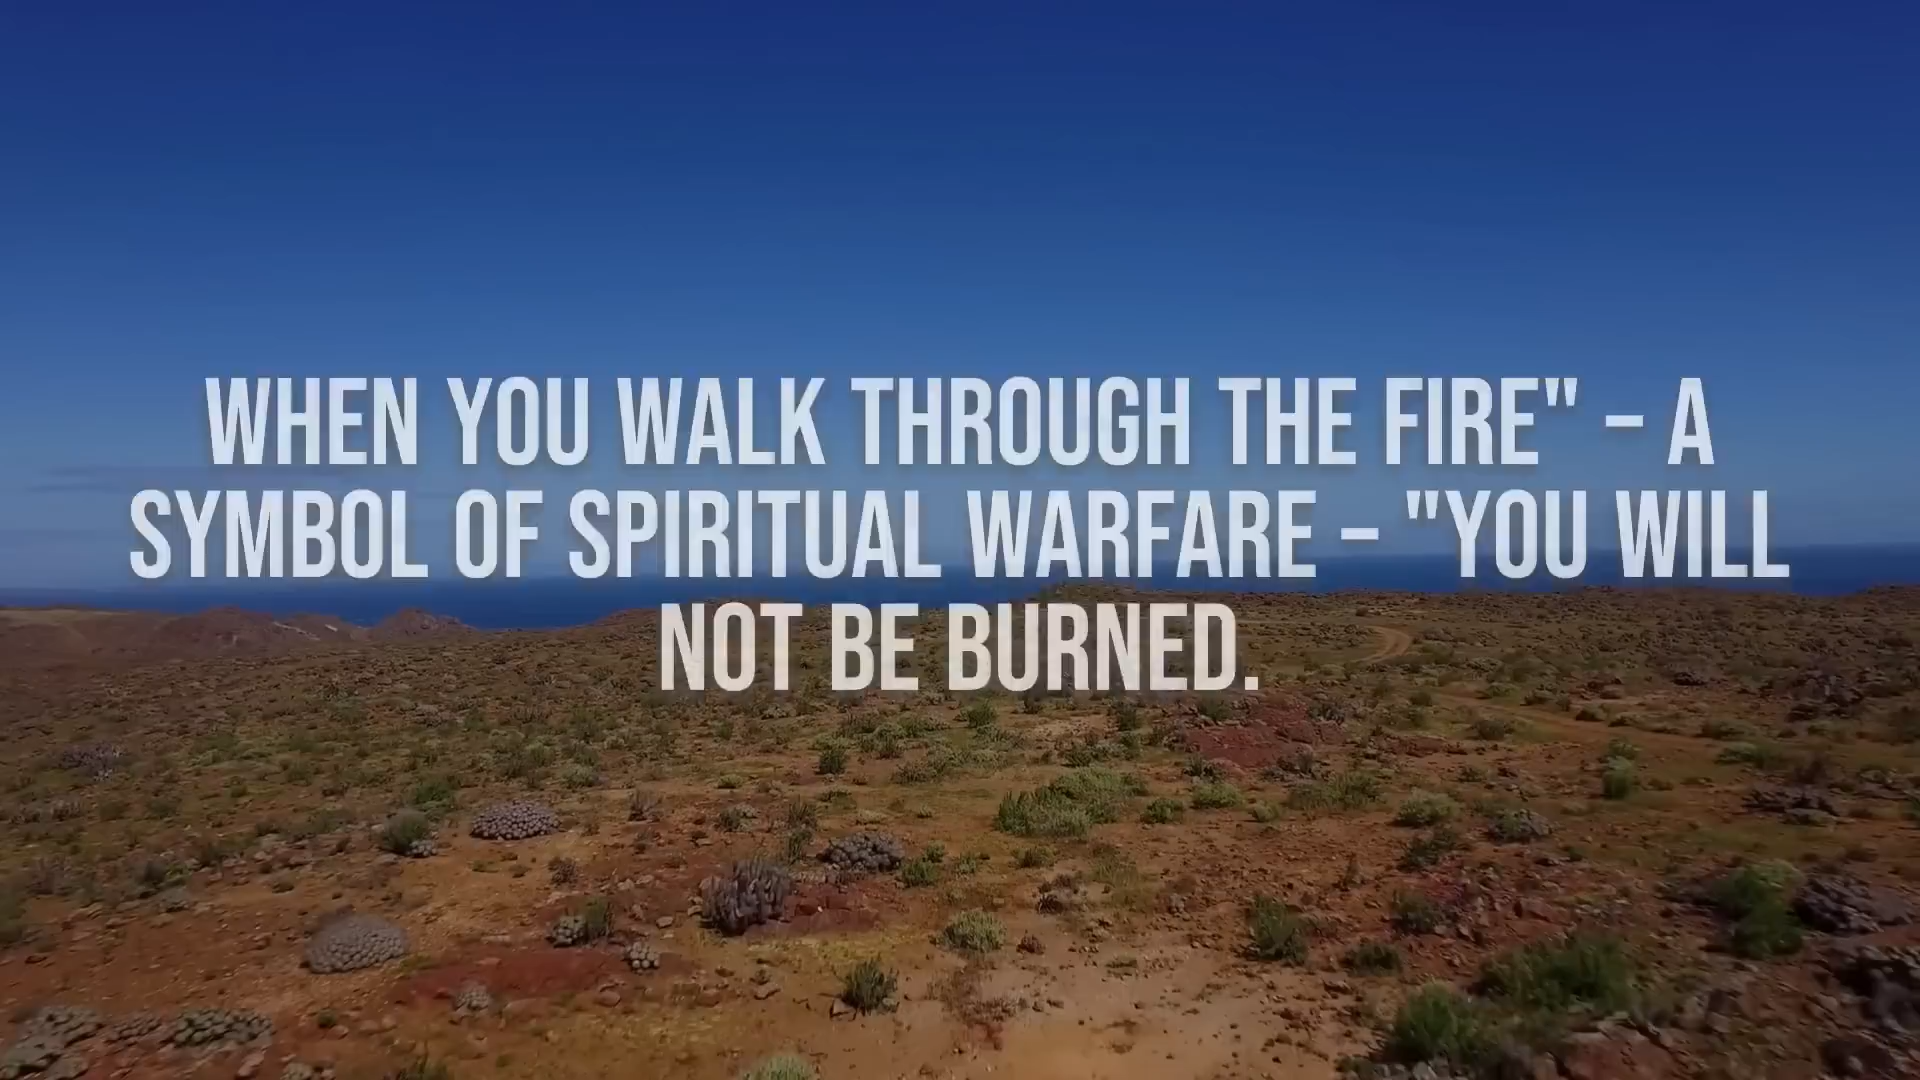 WHEN YOU WALK THROUGH THE FIRE" – A
SYMBOL OF SPIRITUAL WARFARE – "YOU WILL
NOT BE BURNED.